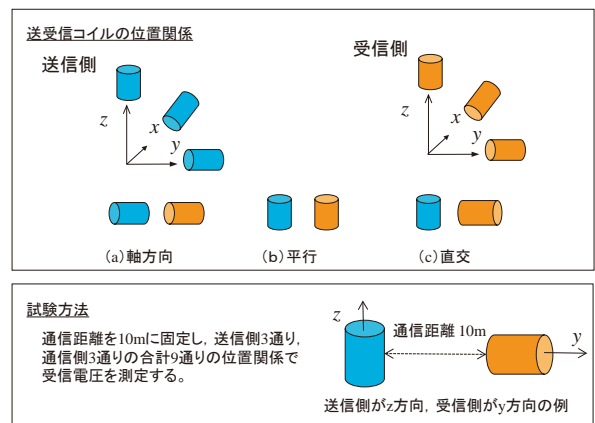 送受信コイルの位置関係
送信側
受信側
z
x
y
z
x
y
(a)軸方向
(b)平行
(c)直交
試験方法
通信距離を10mに固定し，送信側3通り，
通信側3通りの合計9通りの位置関係で
受信電圧を測定する。
z
通信距離 10m
y
送信側がz方向，受信側がy方向の例